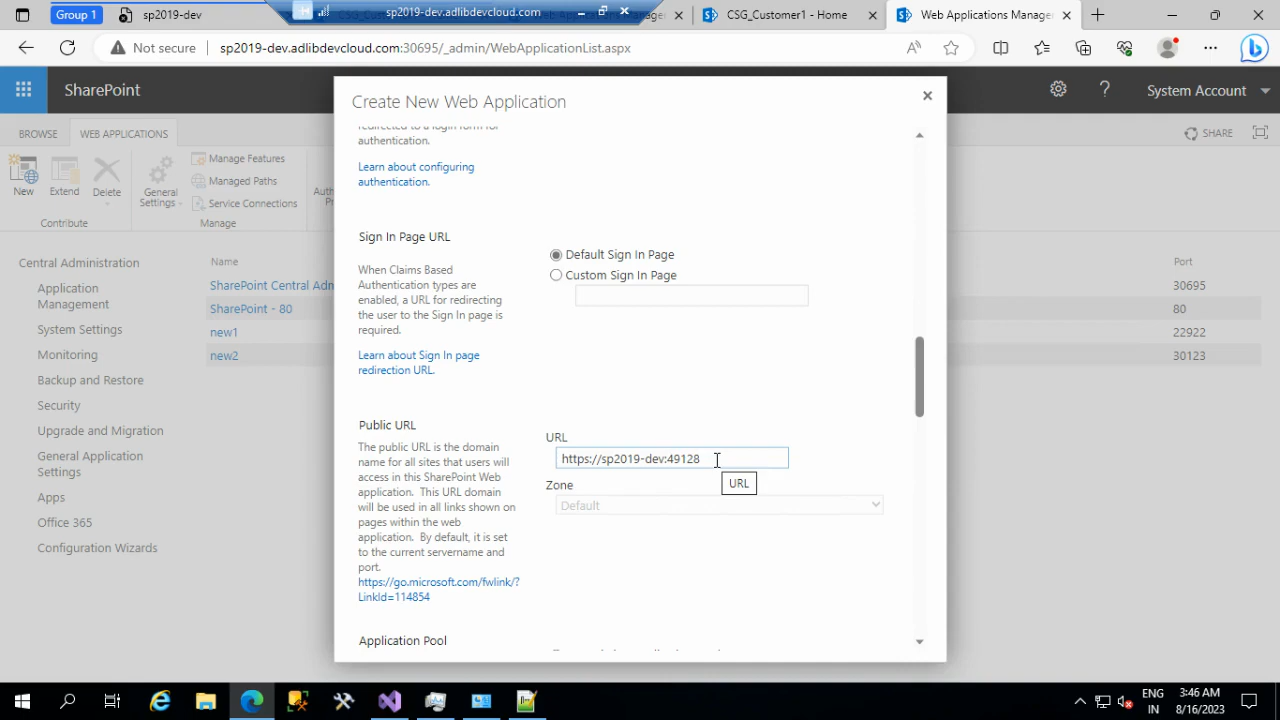 Group 1
sp2019-dev
sp2019-dev.adlibdevcloud.com
CSG_Customer1 - Home
Web Applications Manage
Not secure
sp2019-dev.adlibdevcloud.com:30695/_admin/WebApplicationList.aspx
SharePoint
System Account
BROWSE
WEB APPLICATIONS
SHARE
New
Extend
Delete
General Settings
Manage Features
Managed Paths
Service Connections
Contribute
Manage
Central Administration
Application
Management
System Settings
Monitoring
Backup and Restore
Security
Upgrade and Migration
General Application
Settings
Apps
Office 365
Configuration Wizards
Name
Port
SharePoint Central Adm
30695
SharePoint - 80
80
new1
22922
new2
30123
Create New Web Application
redirected to a login form for
authentication.
Learn about configuring
authentication.
Sign In Page URL
When Claims Based
Authentication types are
enabled, a URL for redirecting
the user to the Sign In page is
required.
Learn about Sign In page
redirection URL.
Default Sign In Page
Custom Sign In Page
Public URL
The public URL is the domain
name for all sites that users will
access in this SharePoint Web
application. This URL domain
will be used in all links shown on
pages within the web
application. By default, it is set
to the current servername and
port.
https://go.microsoft.com/fwlink/?
LinkId=114854
URL
https://sp2019-dev:49128
URL
Zone
Default
Application Pool
ENG
IN
3:46 AM
8/16/2023